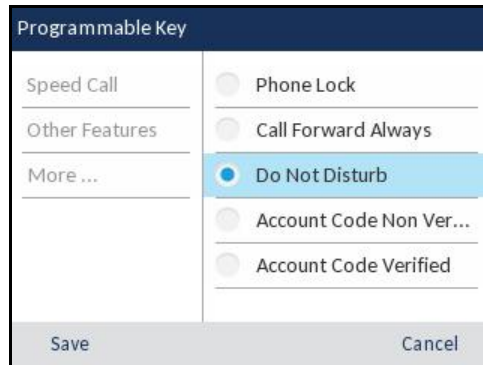 Programmable Key
Speed Call
Other Features
More ...
Phone Lock
Call Forward Always
Do Not Disturb
Account Code Non Ver...
Account Code Verified
Save
Cancel